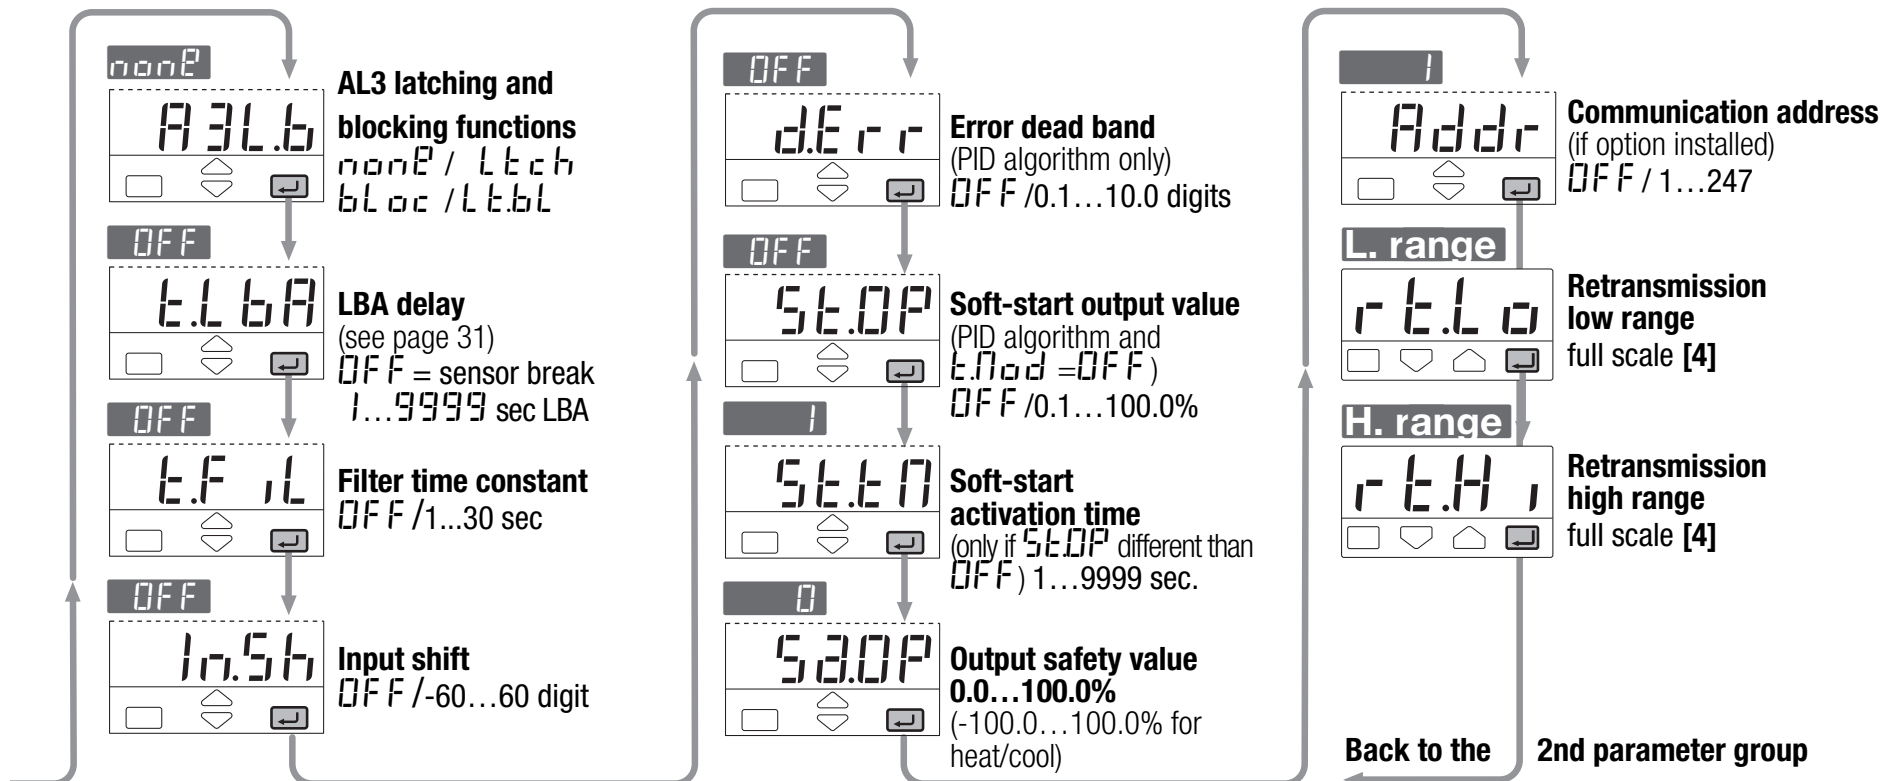 nonE
A3L.b
AL3 latching and
blocking functions
nonE / Ltch
bLoc / Lt.bL
OFF
t.LbA
LBA delay
(see page 31)
OFF = sensor break
1...9999 sec LBA
OFF
t.FiL
Filter time constant
OFF /1...30 sec
OFF
In.Sh
Input shift
OFF /-60…60 digit
OFF
d.Err
Error dead band
(PID algorithm only)
OFF /0.1…10.0 digits
OFF
St.OP
Soft-start output value
(PID algorithm and
t.Mod =OFF )
OFF /0.1…100.0%
1
St.tM
Soft-start
activation time
(only if St.OP different than
OFF ) 1…9999 sec.
0
Sa.OP
Output safety value
0.0…100.0%
(-100.0…100.0% for
heat/cool)
1
Addr
Communication address
(if option installed)
OFF / 1…247
L. range
rt.Lo
Retransmission
low range
full scale [4]
H. range
rt.Hi
Retransmission
high range
full scale [4]
Back to the 2nd parameter group